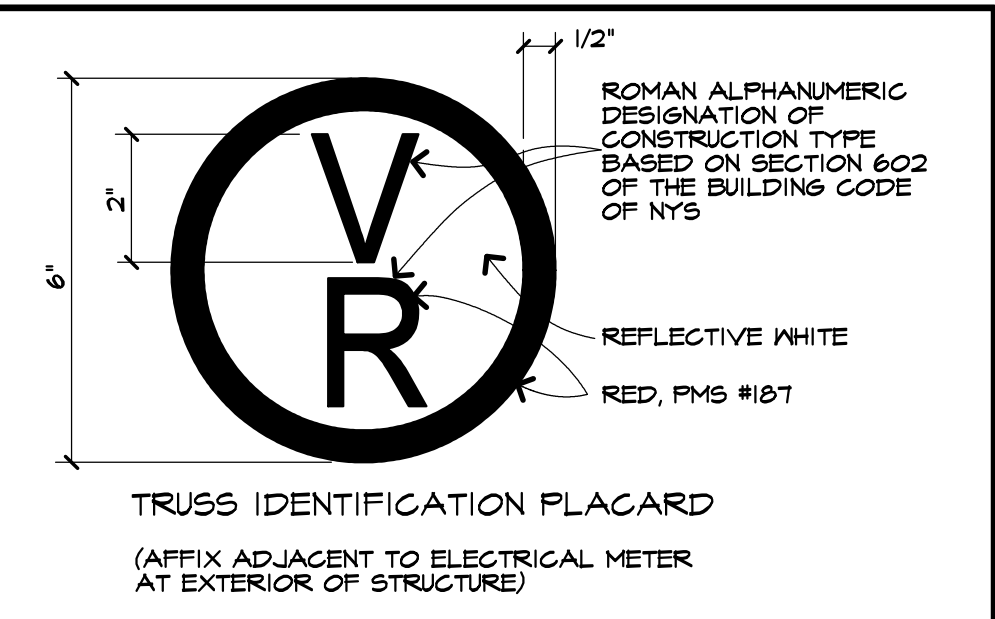 1/2"
ROMAN ALPHANUMERIC
DESIGNATION OF
CONSTRUCTION TYPE
BASED ON SECTION 602
OF THE BUILDING CODE
OF NYS
2"
6"
V
R
REFLECTIVE WHITE
RED, PMS #187
TRUSS IDENTIFICATION PLACARD
(AFFIX ADJACENT TO ELECTRICAL METER
AT EXTERIOR OF STRUCTURE)